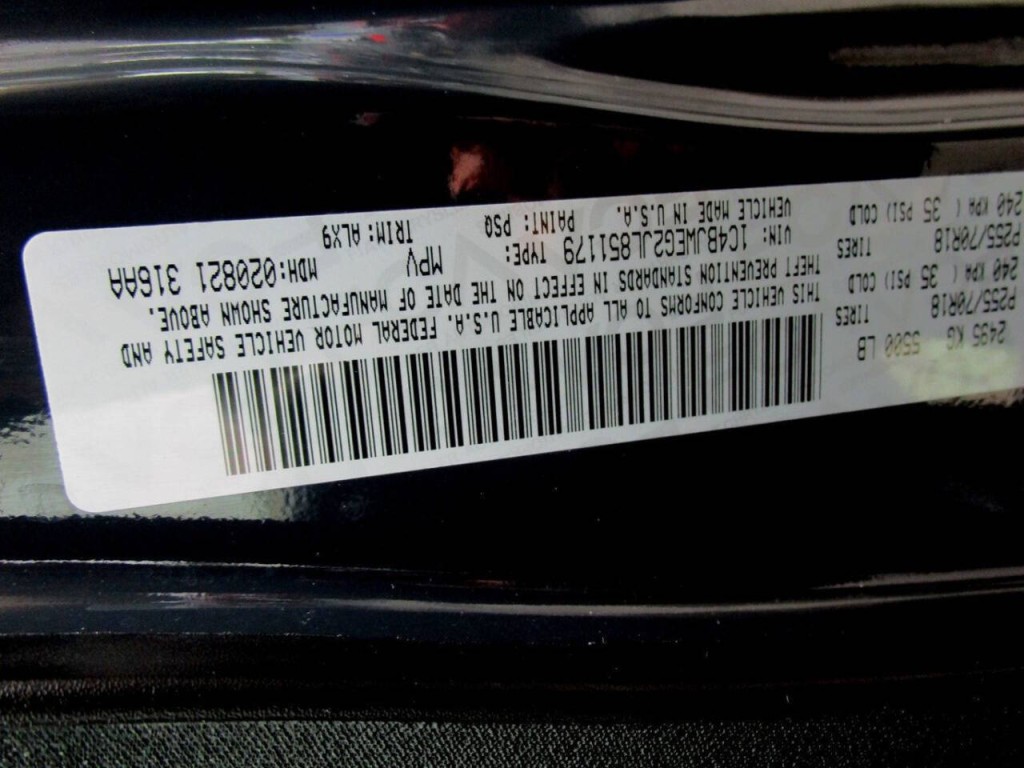 2495 KG 5500 LB
P255/70R18 TIRES
240 KPA ( 35 PSI) COLD
P255/70R18 TIRES
240 KPA ( 35 PSI) COLD
THIS VEHICLE CONFORMS TO ALL APPLICABLE U.S.A. FEDERAL MOTOR VEHICLE SAFETY AND
THEFT PREVENTION STANDARDS IN EFFECT ON THE DATE OF MANUFACTURE SHOWN ABOVE.
VIN: 1C4BJWEG2JL851179 TYPE: MPV MDH: 020821 316AA
VEHICLE MADE IN U.S.A. PAINT: PSQ TRIM: ALX9